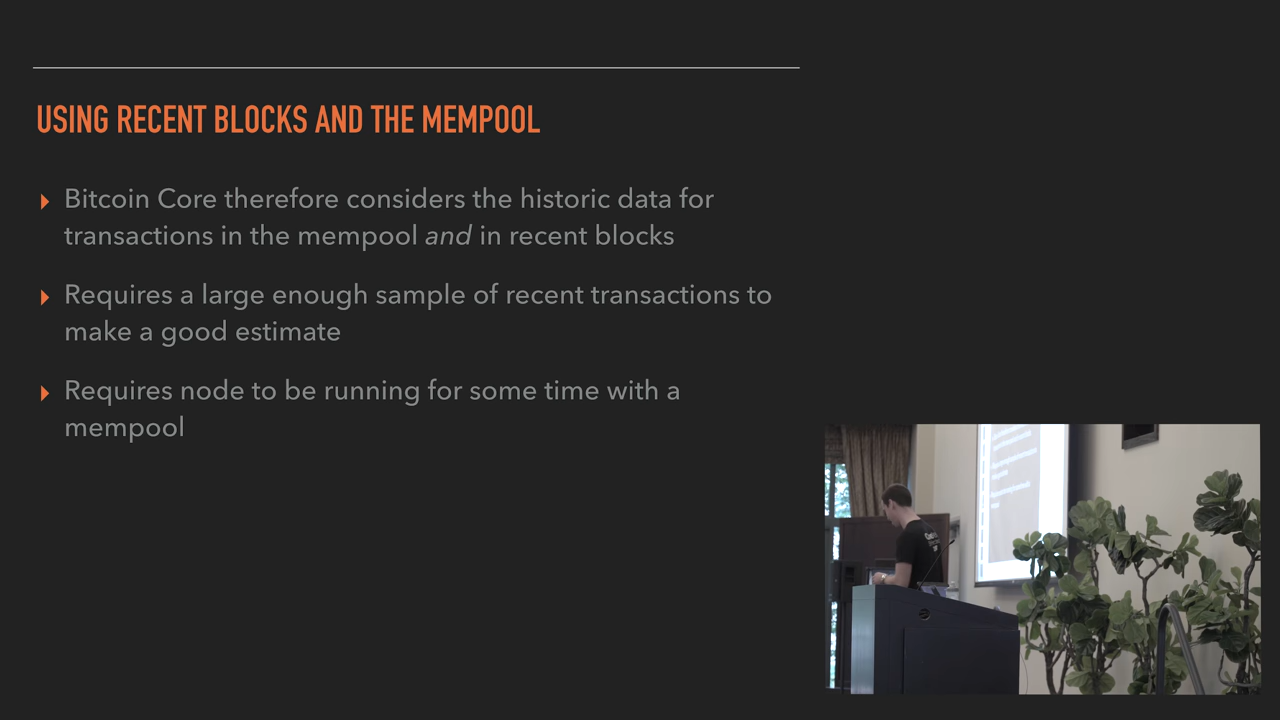 USING RECENT BLOCKS AND THE MEMPOOL
Bitcoin Core therefore considers the historic data for
transactions in the mempool and in recent blocks
Requires a large enough sample of recent transactions to
make a good estimate
Requires node to be running for some time with a
mempool